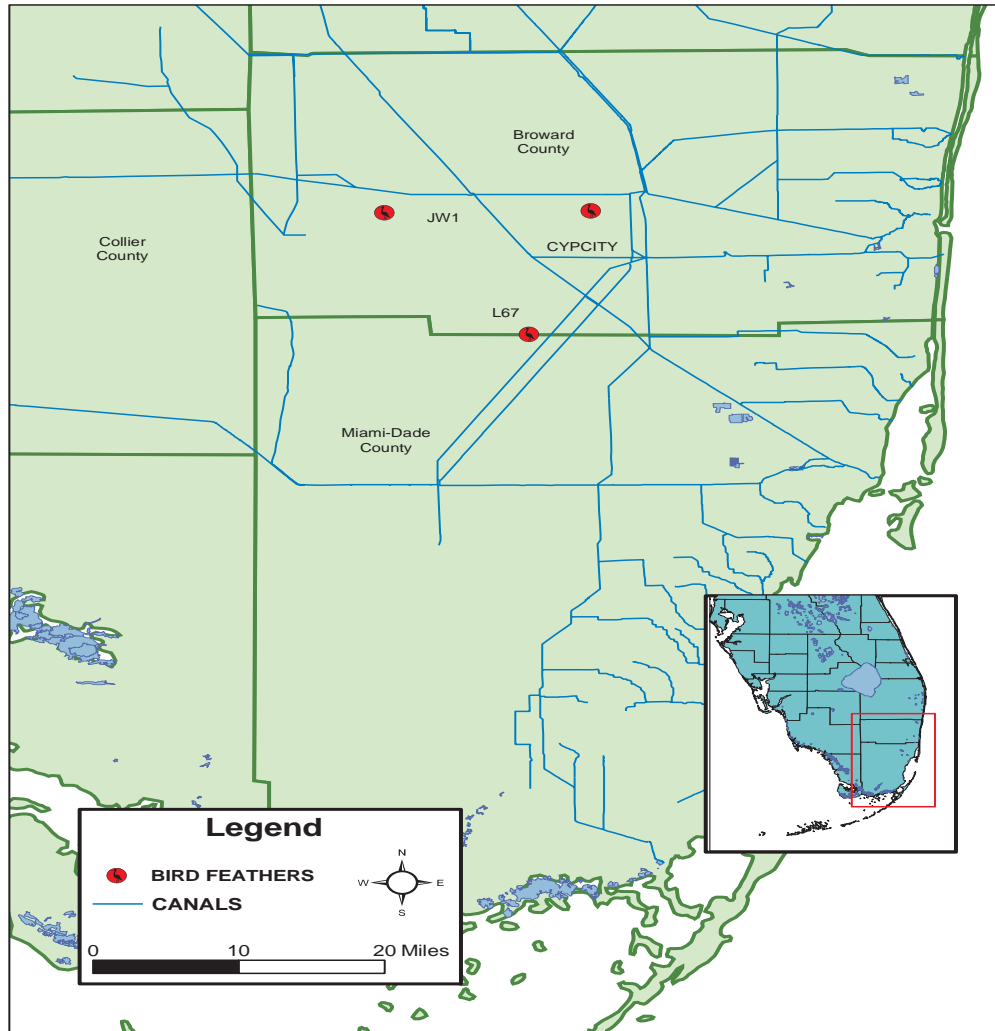 Broward
County
JW1
CYPCITY
Collier
County
L67
Miami-Dade
County
Legend
BIRD FEATHERS
CANALS
N
W E
S
0 10 20 Miles